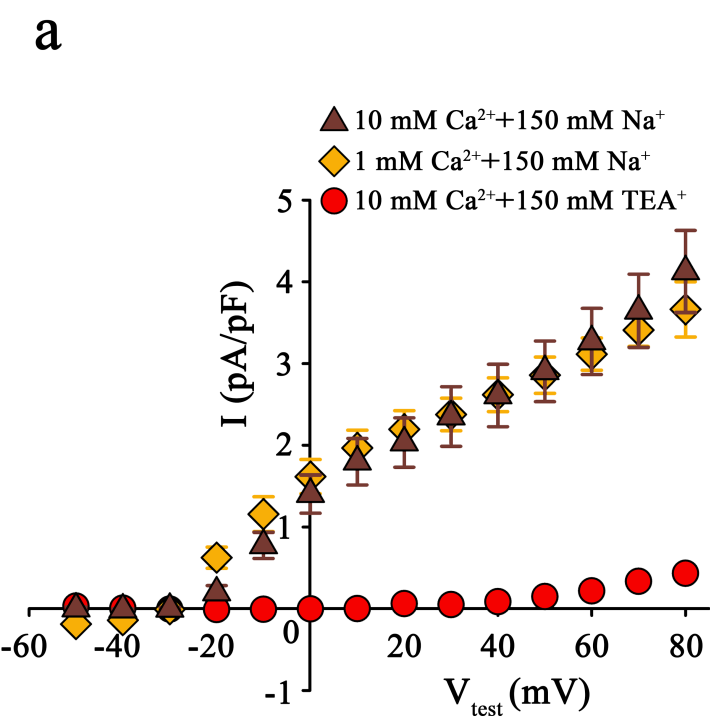 a
10 mM Ca²⁺+150 mM Na⁺
1 mM Ca²⁺+150 mM Na⁺
10 mM Ca²⁺+150 mM TEA⁺
5
4
3
2
1
0
-1
I (pA/pF)
-60 -40 -20 20 40 60 80
V_test (mV)